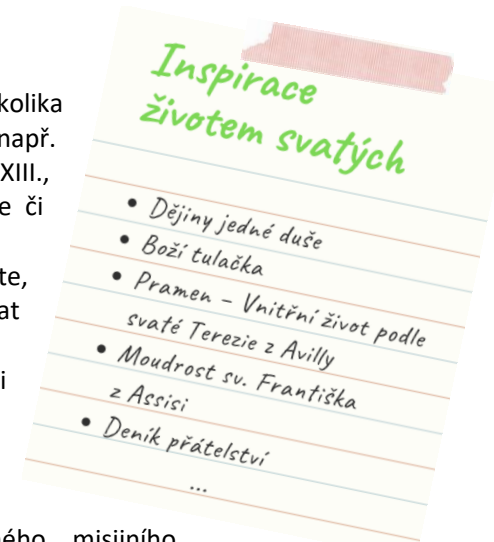 kolika
např.
XIII.,
e či
te,
at
i
Inspirace
životem svatých
• Dějiny jedné duše
• Boží tulačka
• Pramen – Vnitřní život podle
svaté Terezie z Avilly
• Moudrost sv. Františka
z Assisi
• Deník přátelství
...
ného misijního